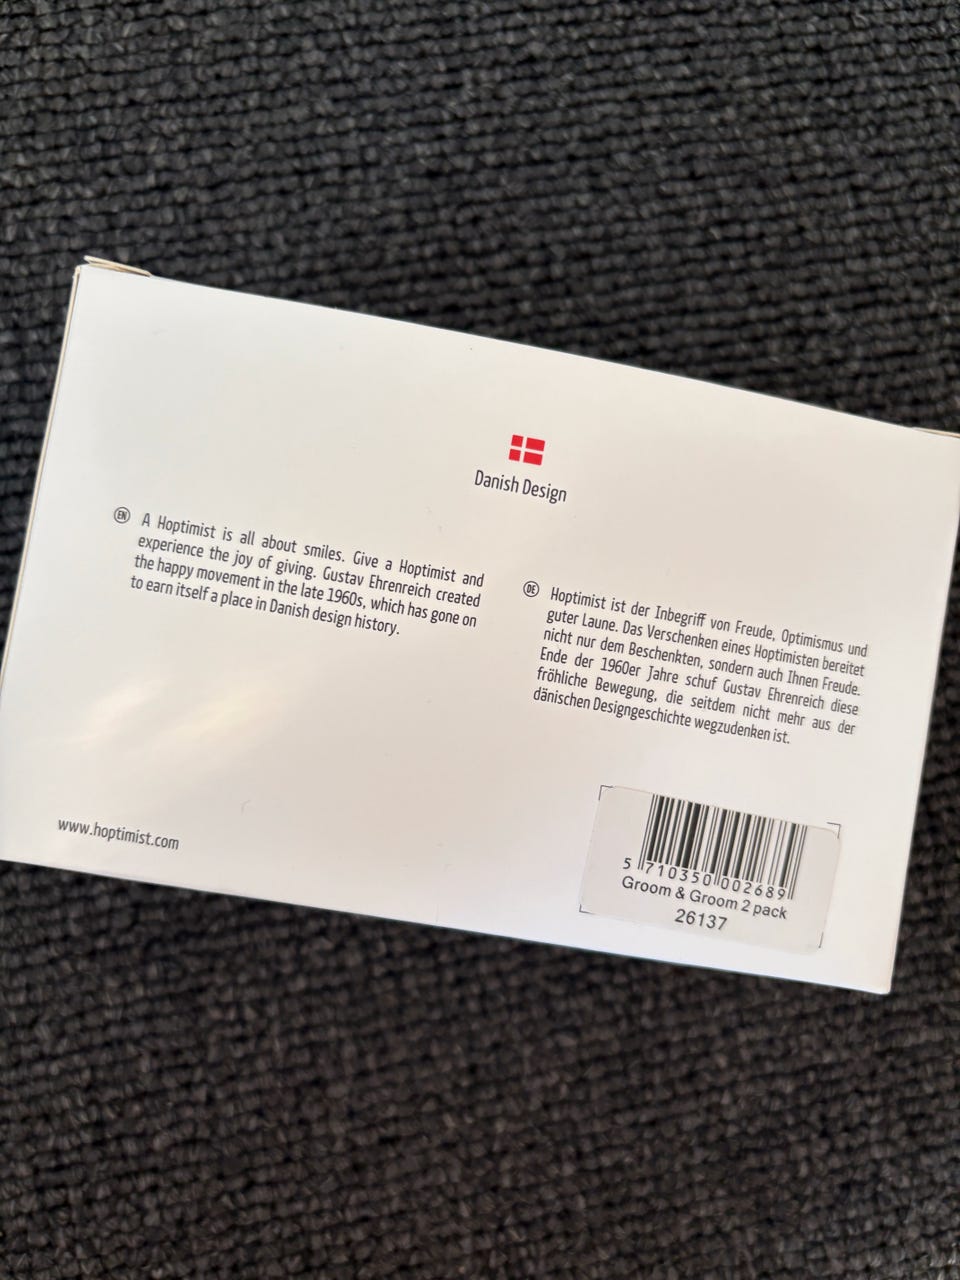 Danish Design
EN A Hoptimist is all about smiles. Give a Hoptimist and
experience the joy of giving. Gustav Ehrenreich created
the happy movement in the late 1960s, which has gone on
to earn itself a place in Danish design history.
DE Hoptimist ist der Inbegriff von Freude, Optimismus und
guter Laune. Das Verschenken eines Hoptimisten bereitet
nicht nur dem Beschenkten, sondern auch Ihnen Freude.
Ende der 1960er Jahre schuf Gustav Ehrenreich diese
fröhliche Bewegung, die seitdem nicht mehr aus der
dänischen Designgeschichte wegzudenken ist.
www.hoptimist.com
5 710350 002689
Groom & Groom 2 pack
26137